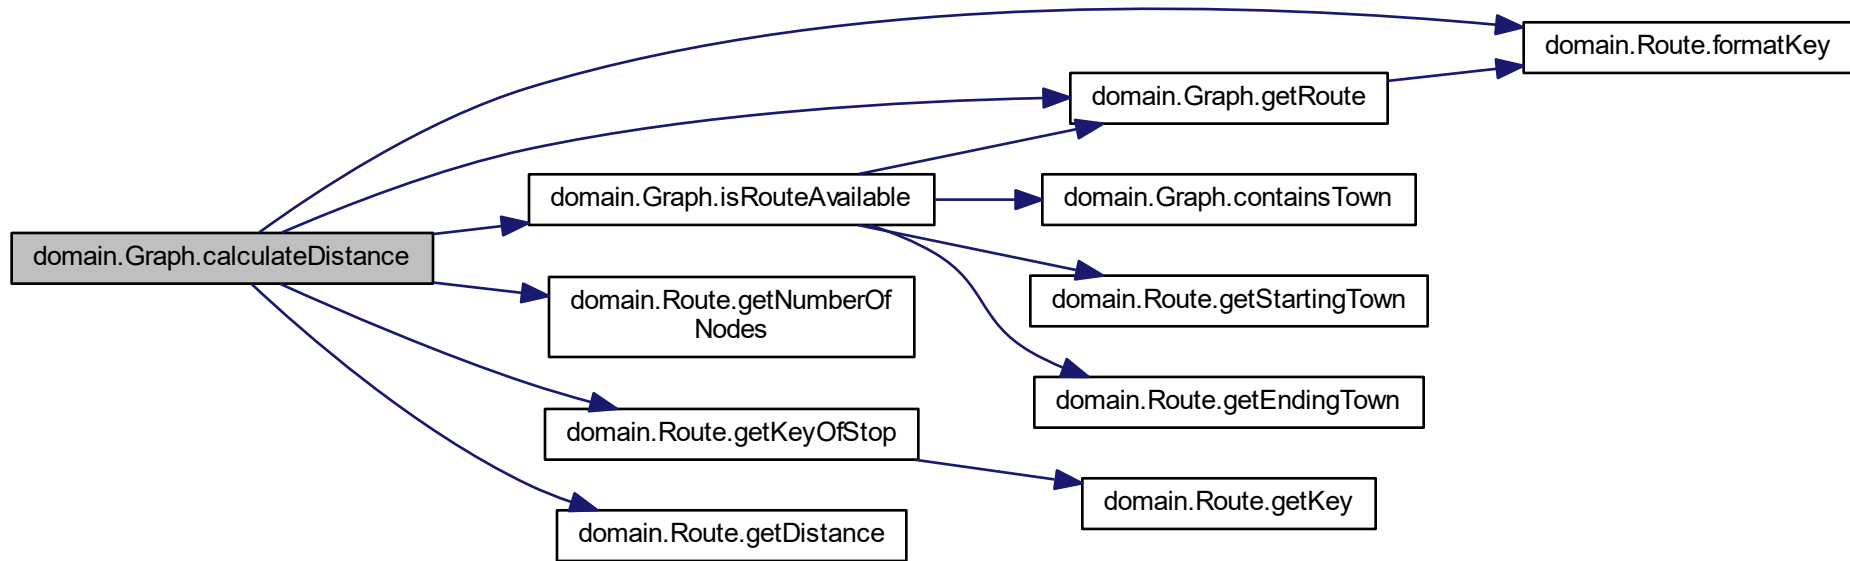 domain.Route.formatKey
domain.Graph.getRoute
domain.Graph.isRouteAvailable
domain.Graph.containsTown
domain.Graph.calculateDistance
domain.Route.getNumberOf
Nodes
domain.Route.getStartingTown
domain.Route.getEndingTown
domain.Route.getKeyOfStop
domain.Route.getKey
domain.Route.getDistance